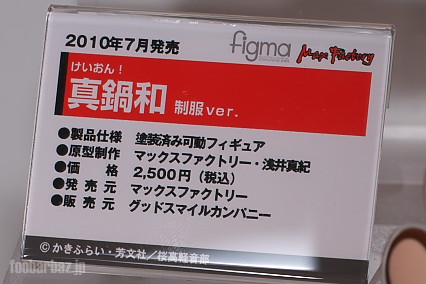 2010年7月発売
figma
Max Factory
けいおん！
真鍋和 制服ver.
●製品仕様 塗装済み可動フィギュア
●原型制作 マックスファクトリー・浅井真紀
●価格 2,500円（税込）
●発売元 マックスファクトリー
●販売元 グッドスマイルカンパニー
©かきふらい・芳文社／桜高軽音部
foobarbaz.jp